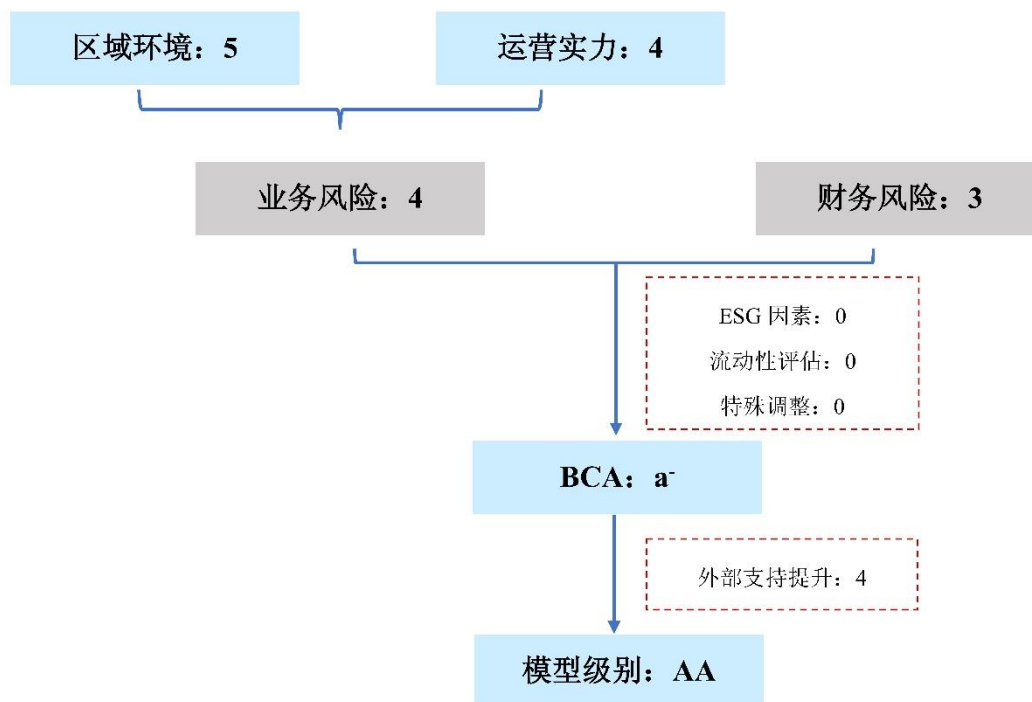 区域环境：5
运营实力：4
业务风险：4
财务风险：3
ESG 因素：0
流动性评估：0
特殊调整：0
BCA：a⁻
外部支持提升：4
模型级别：AA